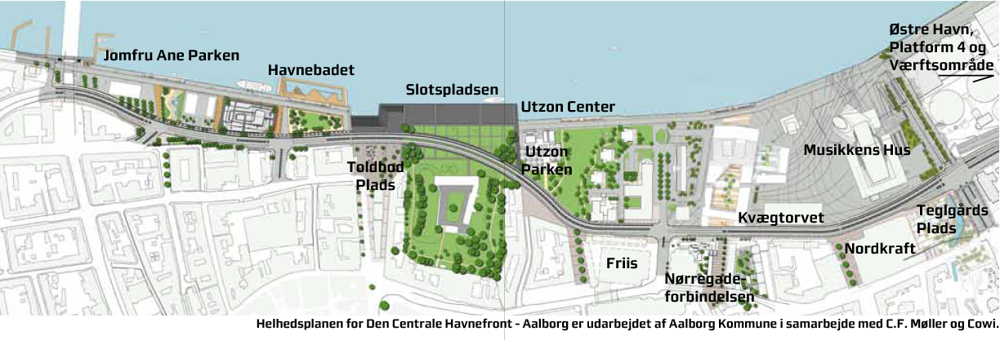 Østre Havn,
Platform 4 og
Værftsområde
Jomfru Ane Parken
Havnebadet
Slotspladsen
Utzon Center
Utzon
Parken
Musikkens Hus
Toldbod
Plads
Kvægtorvet
Teglgårds
Plads
Nordkraft
Friis
Nørregade-
forbindelsen
Helhedsplanen for Den Centrale Havnefront - Aalborg er udarbejdet af Aalborg Kommune i samarbejde med C.F. Møller og Cowi.